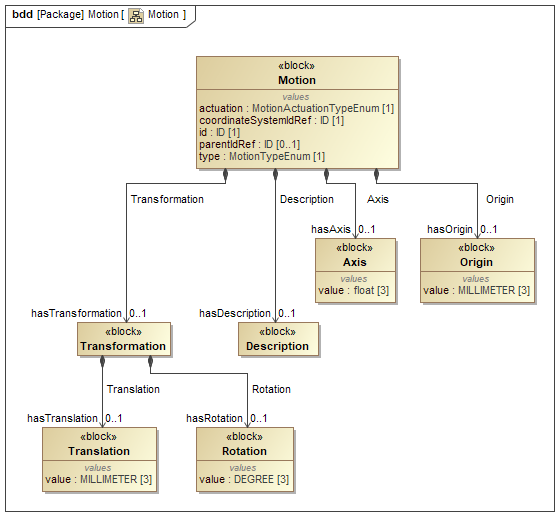 bdd [Package] Motion [ Motion ]
«block»
Motion
values
actuation : MotionActuationTypeEnum [1]
coordinateSystemIdRef : ID [1]
id : ID [1]
parentIdRef : ID [0..1]
type : MotionTypeEnum [1]
Transformation
Description
Axis
Origin
hasAxis 0..1
hasOrigin 0..1
«block»
Axis
values
value : float [3]
«block»
Origin
values
value : MILLIMETER [3]
hasTransformation 0..1
hasDescription 0..1
«block»
Transformation
«block»
Description
Translation
Rotation
hasTranslation 0..1
hasRotation 0..1
«block»
Translation
values
value : MILLIMETER [3]
«block»
Rotation
values
value : DEGREE [3]